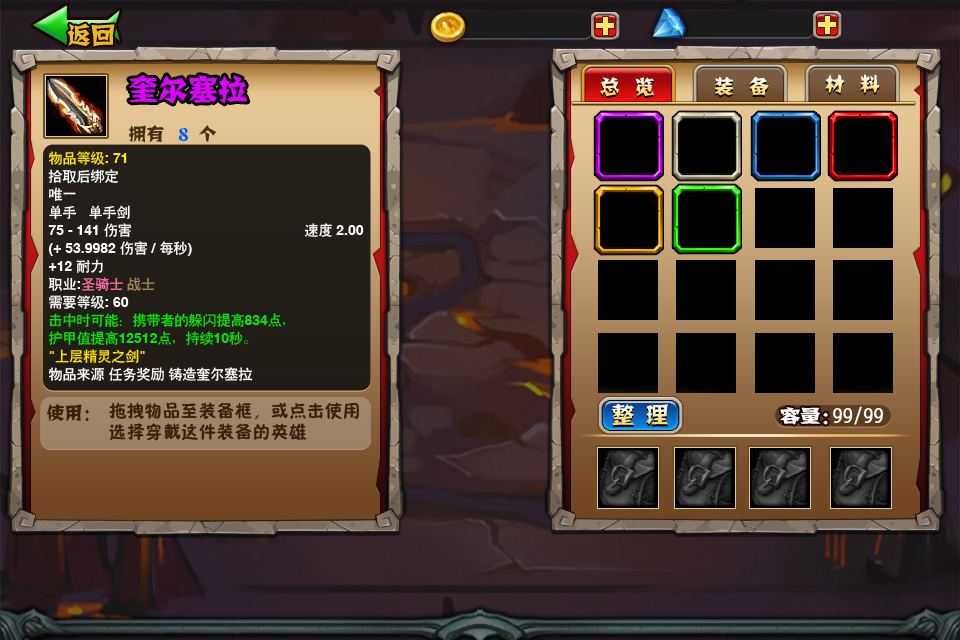 返回
奎尔塞拉
拥有 8 个
物品等级: 71
拾取后绑定
唯一
单手 单手剑
75 - 141 伤害 速度 2.00
(+ 53.9982 伤害 / 每秒)
+12 耐力
职业:圣骑士 战士
需要等级: 60
击中时可能：携带者的躲闪提高834点，
护甲值提高12512点，持续10秒。
"上层精灵之剑"
物品来源 任务奖励 铸造奎尔塞拉
使用： 拖拽物品至装备框，或点击使用
选择穿戴这件装备的英雄
总览 装备 材料
整理 容量: 99/99